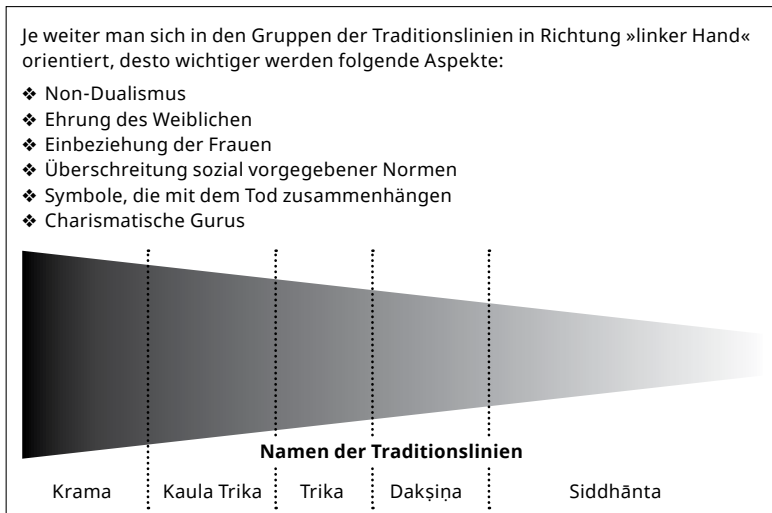 Je weiter man sich in den Gruppen der Traditionslinien in Richtung »linker Hand«
orientiert, desto wichtiger werden folgende Aspekte:
❖ Non-Dualismus
❖ Ehrung des Weiblichen
❖ Einbeziehung der Frauen
❖ Überschreitung sozial vorgegebener Normen
❖ Symbole, die mit dem Tod zusammenhängen
❖ Charismatische Gurus
Namen der Traditionslinien
Krama Kaula Trika Trika Dakṣiṇa Siddhānta